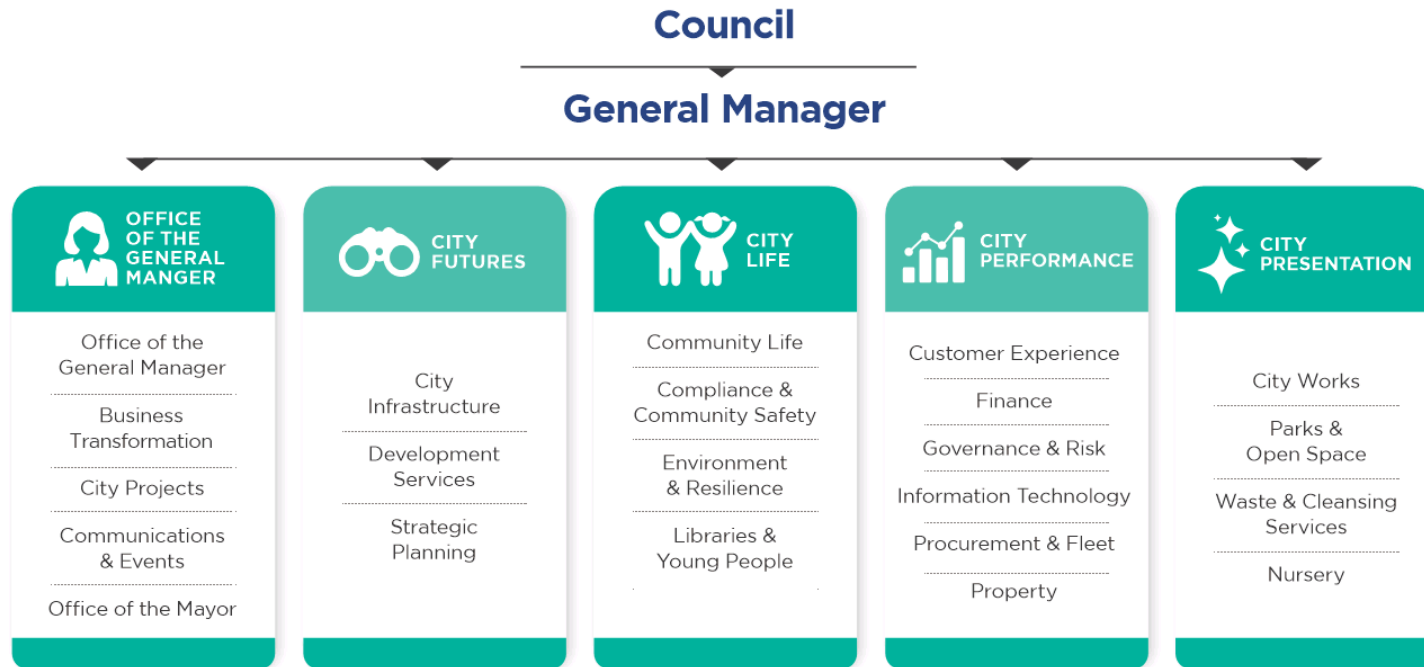 Council
General Manager
OFFICE
OF THE
GENERAL
MANGER
Office of the
General Manager
Business
Transformation
City Projects
Communications
& Events
Office of the Mayor
CITY
FUTURES
City
Infrastructure
Development
Services
Strategic
Planning
CITY
LIFE
Community Life
Compliance &
Community Safety
Environment
& Resilience
Libraries &
Young People
CITY
PERFORMANCE
Customer Experience
Finance
Governance & Risk
Information Technology
Procurement & Fleet
Property
CITY
PRESENTATION
City Works
Parks &
Open Space
Waste & Cleansing
Services
Nursery